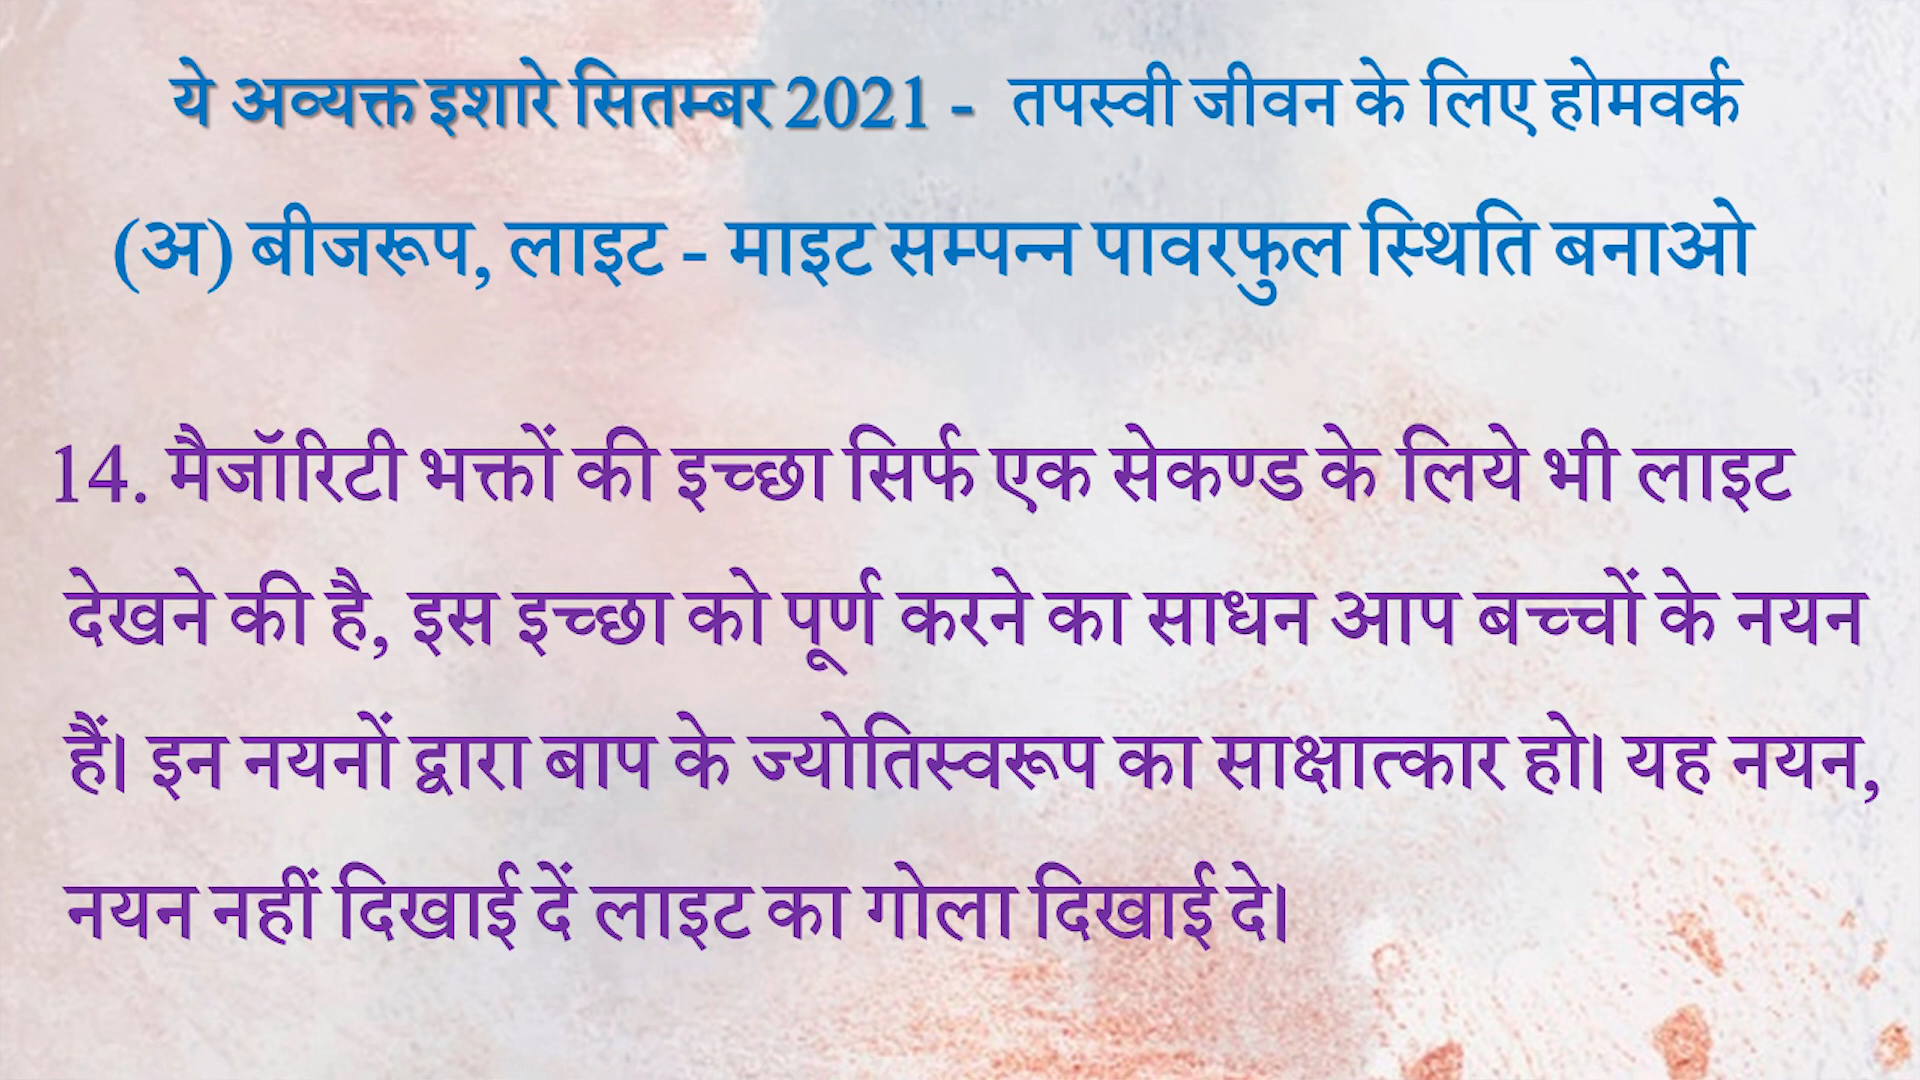 ये अव्यक्त इशारे सितम्बर 2021 - तपस्वी जीवन के लिए होमवर्क
(अ) बीजरूप, लाइट - माइट सम्पन्न पावरफुल स्थिति बनाओ
14. मैजॉरिटी भक्तों की इच्छा सिर्फ एक सेकण्ड के लिये भी लाइट
देखने की है, इस इच्छा को पूर्ण करने का साधन आप बच्चों के नयन
हैं। इन नयनों द्वारा बाप के ज्योतिस्वरूप का साक्षात्कार हो। यह नयन,
नयन नहीं दिखाई दें लाइट का गोला दिखाई दे।